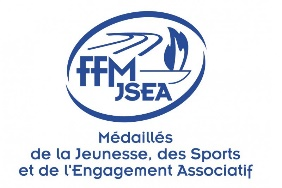 FFM
JSEA
Médaillés
de la Jeunesse, des Sports
et de l'Engagement Associatif